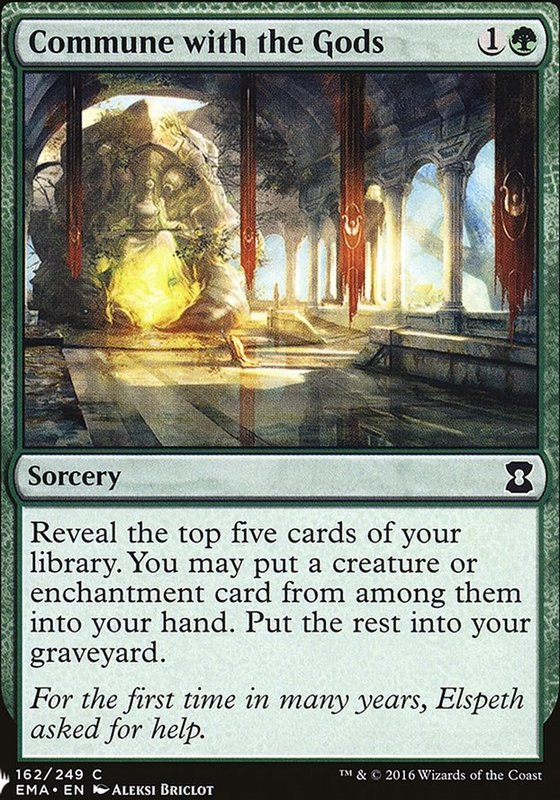 Commune with the Gods 1
Sorcery
Reveal the top five cards of your
library. You may put a creature or
enchantment card from among them
into your hand. Put the rest into your
graveyard.
For the first time in many years, Elspeth
asked for help.
162/249 C
EMA • EN Aleksi Briclot
™ & © 2016 Wizards of the Coast